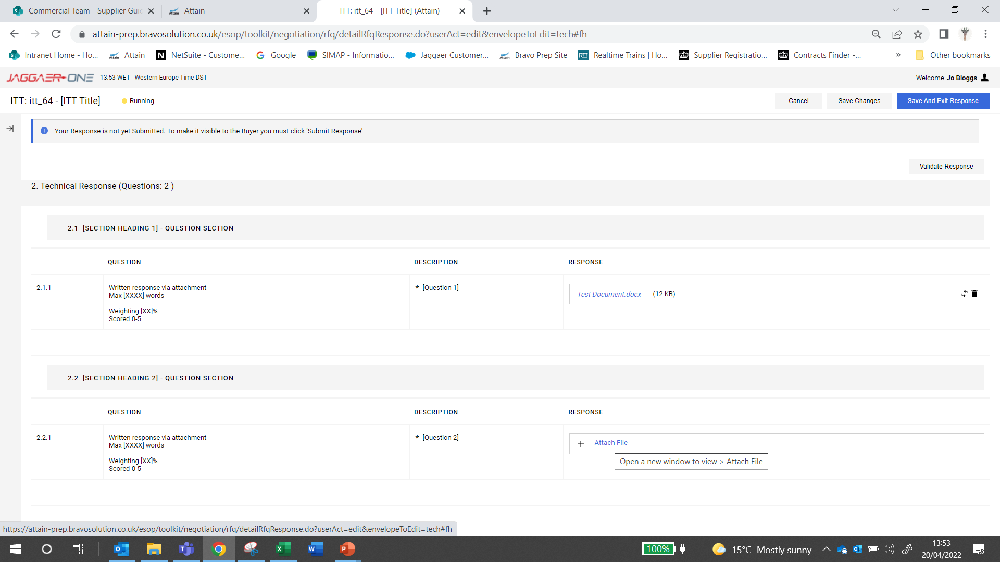 Commercial Team - Supplier Guid
Attain
ITT: itt_64 - [ITT Title] (Attain)
attain-prep.bravosolution.co.uk/esop/toolkit/negotiation/rfq/detailRfqResponse.do?userAct=edit&envelopeToEdit=tech#fh
Intranet Home - Ho...
Attain
NetSuite - Custome...
Google
SIMAP - Informatio...
Jaggaer Customer...
Bravo Prep Site
Realtime Trains | Ho...
Supplier Registratio...
Contracts Finder -...
»
Other bookmarks
JAGGAER ONE
13:53 WET - Western Europe Time DST
Welcome Jo Bloggs
ITT: itt_64 - [ITT Title]
Running
Cancel
Save Changes
Save And Exit Response
Your Response is not yet Submitted. To make it visible to the Buyer you must click 'Submit Response'
Validate Response
2. Technical Response (Questions: 2 )
2.1 [SECTION HEADING 1] - QUESTION SECTION
QUESTION
DESCRIPTION
RESPONSE
2.1.1
Written response via attachment
Max [XXXX] words
Weighting [XX]%
Scored 0-5
* [Question 1]
Test Document.docx (12 KB)
2.2 [SECTION HEADING 2] - QUESTION SECTION
QUESTION
DESCRIPTION
RESPONSE
2.2.1
Written response via attachment
Max [XXXX] words
Weighting [XX]%
Scored 0-5
* [Question 2]
+ Attach File
Open a new window to view > Attach File
https://attain-prep.bravosolution.co.uk/esop/toolkit/negotiation/rfq/detailRfqResponse.do?userAct=edit&envelopeToEdit=tech#fh
100%
15°C Mostly sunny
13:53
20/04/2022